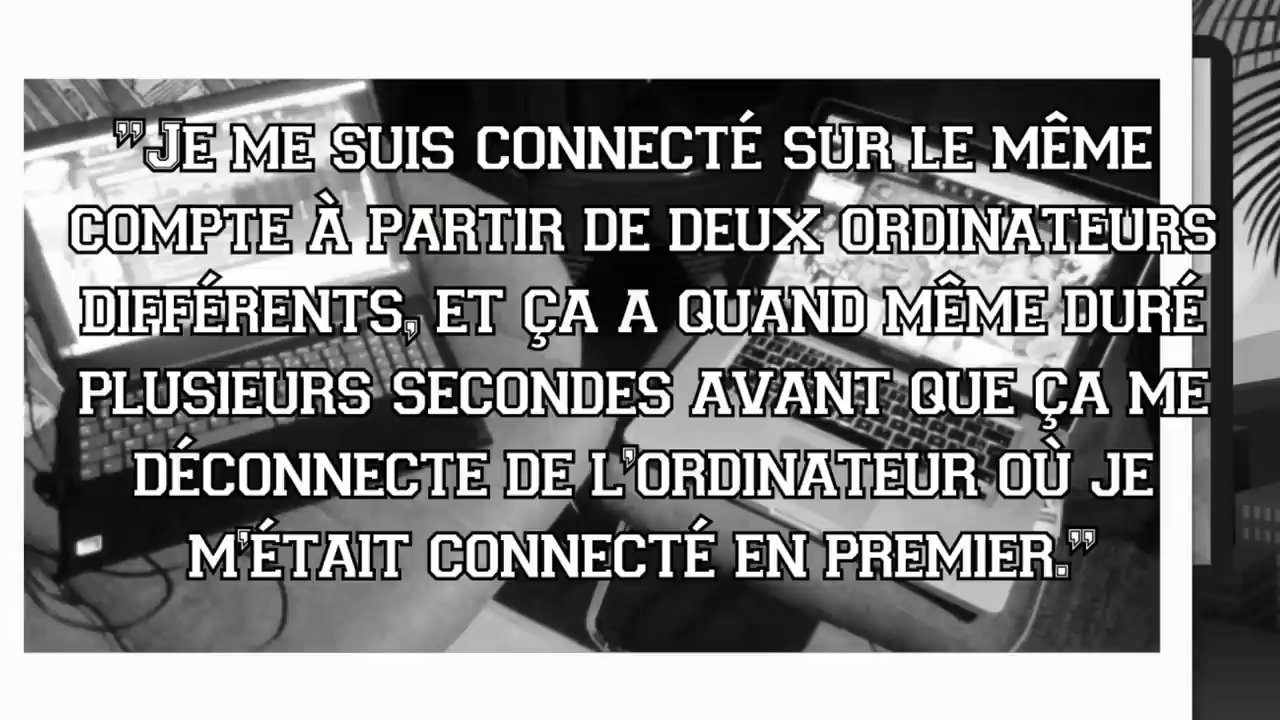 "Je me suis connecté sur le même
compte à partir de deux ordinateurs
différents, et ça a quand même duré
plusieurs secondes avant que ça me
déconnecte de l'ordinateur où je
m'était connecté en premier."